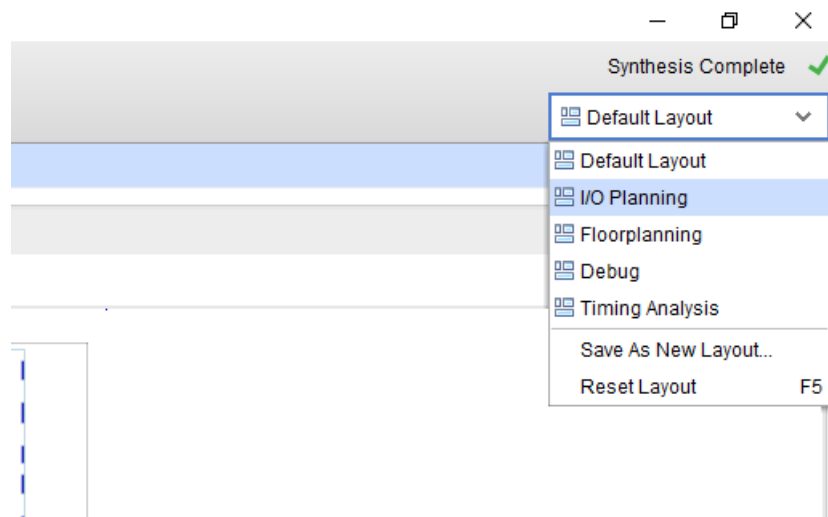 Synthesis Complete
Default Layout
Default Layout
I/O Planning
Floorplanning
Debug
Timing Analysis
Save As New Layout...
Reset Layout F5